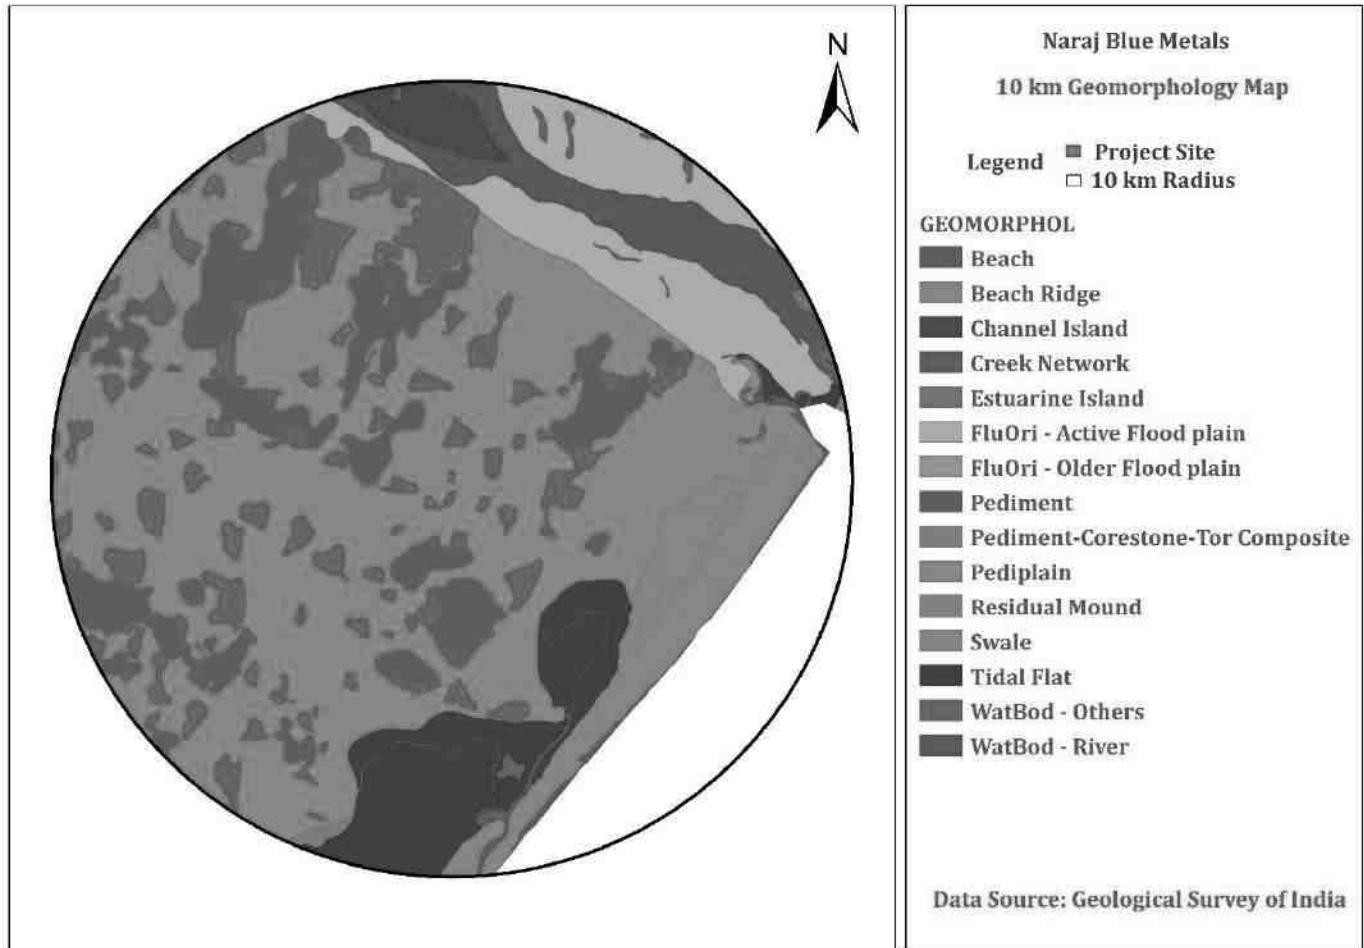 N
Naraj Blue Metals
10 km Geomorphology Map
Legend
Project Site
10 km Radius
GEOMORPHOL
Beach
Beach Ridge
Channel Island
Creek Network
Estuarine Island
FluOri - Active Flood plain
FluOri - Older Flood plain
Pediment
Pediment-Corestone-Tor Composite
Pediplain
Residual Mound
Swale
Tidal Flat
WatBod - Others
WatBod - River
Data Source: Geological Survey of India